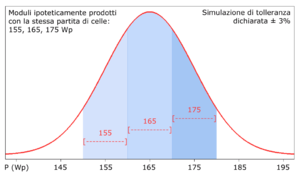 Moduli ipoteticamente prodotti
con la stessa partita di celle:
155, 165, 175 Wp
Simulazione di tolleranza
dichiarata ± 3%
175
165
155
P (Wp)
145
155
165
175
180
185
195